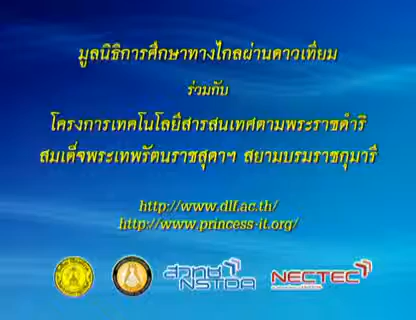 มูลนิธิการศึกษาทางไกลผ่านดาวเทียม
ร่วมกับ
โครงการเทคโนโลยีสารสนเทศตามพระราชดำริ
สมเด็จพระเทพรัตนราชสุดาฯ สยามบรมราชกุมารี
http://www.dlf.ac.th/
http://www.princess-it.org/
สวทช
NSTDA
NECTEC